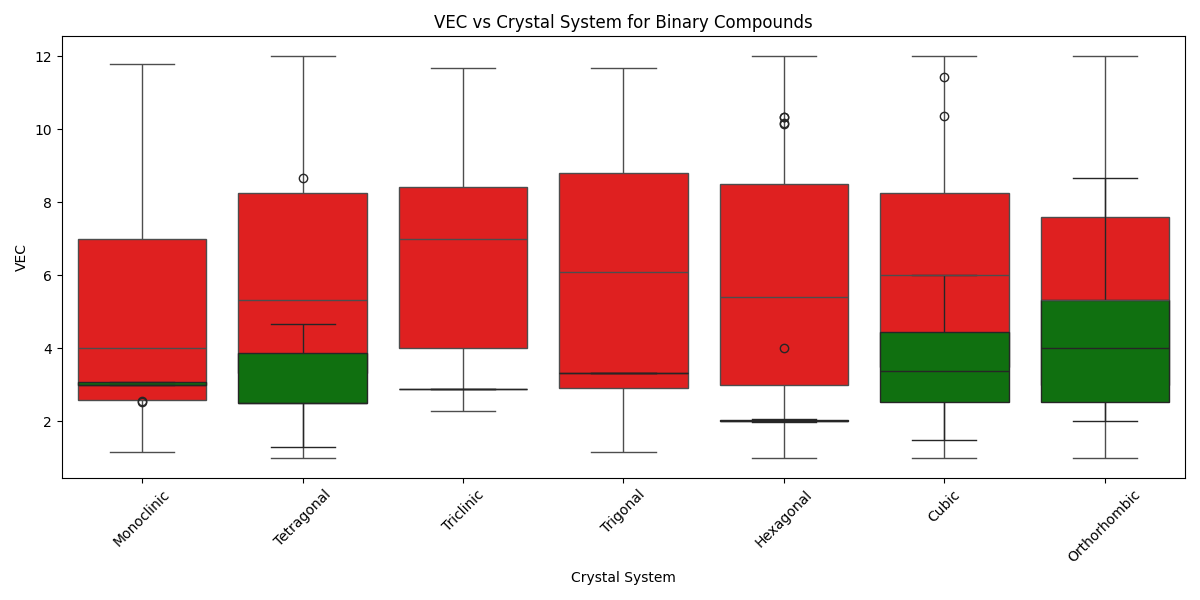 VEC vs Crystal System for Binary Compounds
12
10
8
6
4
2
VEC
Monoclinic
Tetragonal
Triclinic
Trigonal
Hexagonal
Cubic
Orthorhombic
Crystal System